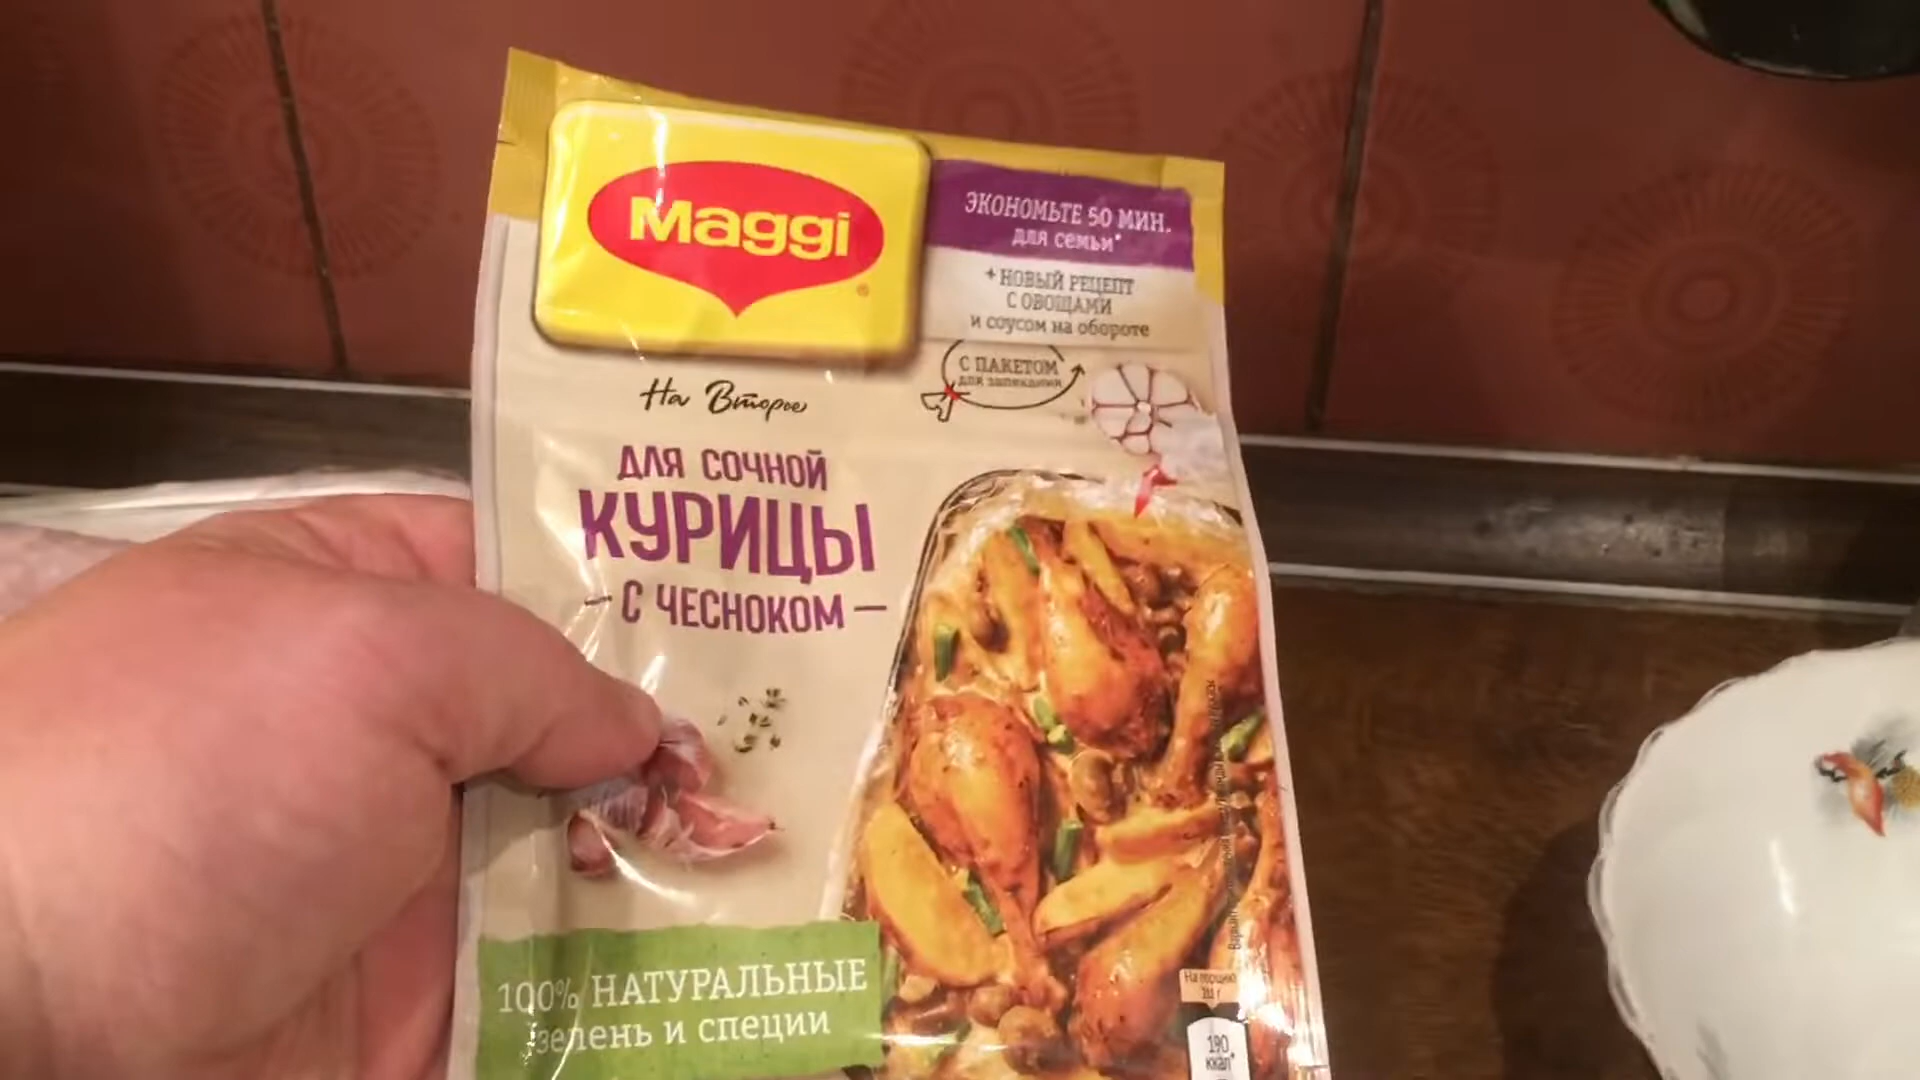 Maggi
ЭКОНОМЬТЕ 50 МИН.
для семьи*
+ НОВЫЙ РЕЦЕПТ
С ОВОЩАМИ
и соусом на обороте
С ПАКЕТОМ
для запекания
На Второе
ДЛЯ СОЧНОЙ
КУРИЦЫ
– С ЧЕСНОКОМ –
100% НАТУРАЛЬНЫЕ
зелень и специи
На порцию
190
ккал*